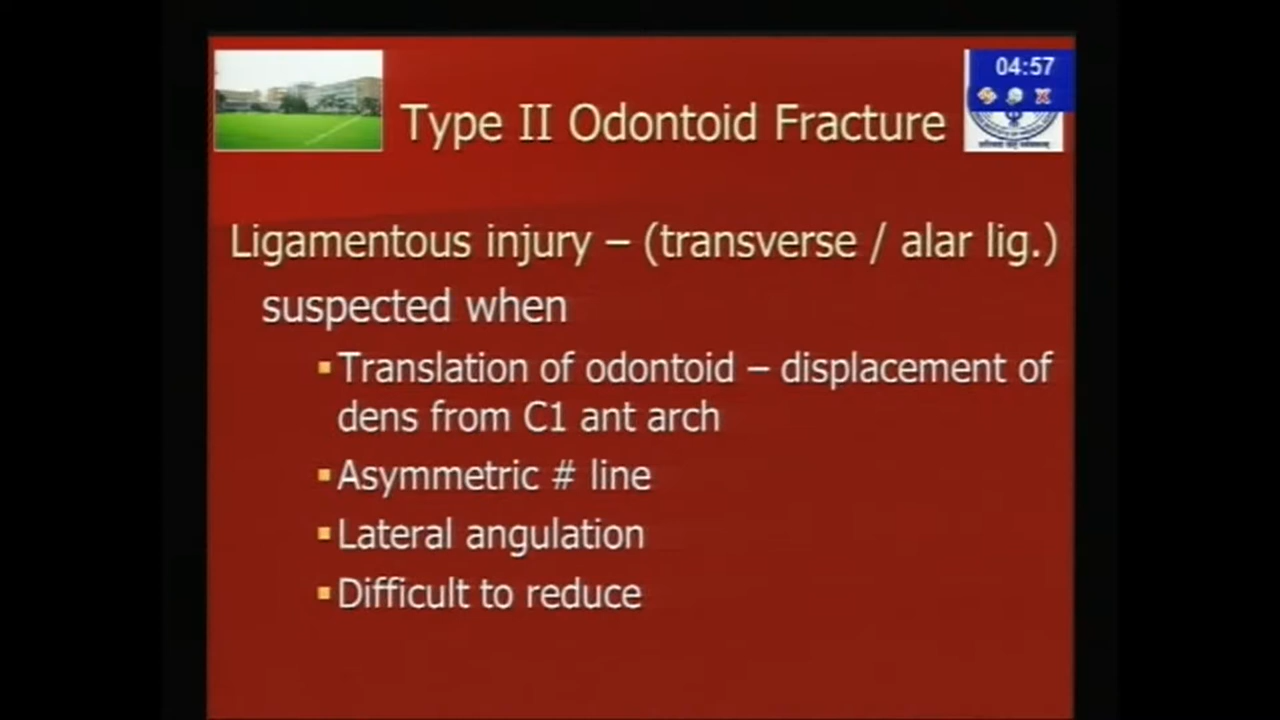 04:57
Type II Odontoid Fracture
Ligamentous injury – (transverse / alar lig.)
suspected when
Translation of odontoid – displacement of
dens from C1 ant arch
Asymmetric # line
Lateral angulation
Difficult to reduce